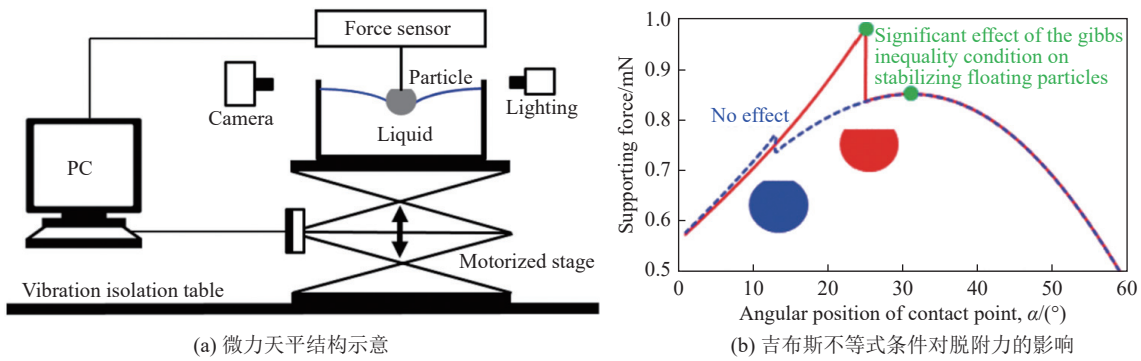 Force sensor
Particle
Camera
Lighting
Liquid
PC
Motorized stage
Vibration isolation table
(a) 微力天平结构示意
Supporting force/mN
1.0
0.9
0.8
0.7
0.6
0.5
Significant effect of the gibbs
inequality condition on
stabilizing floating particles
No effect
0
10
20
30
40
50
60
Angular position of contact point, α/(°)
(b) 吉布斯不等式条件对脱附力的影响